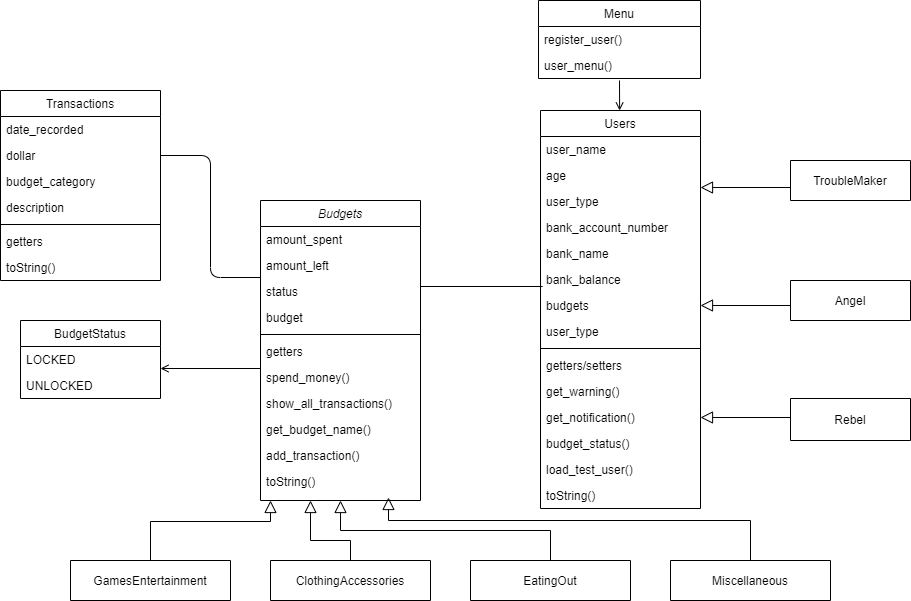 Menu
register_user()
user_menu()
Transactions
date_recorded
dollar
budget_category
description
getters
toString()
Users
user_name
age
user_type
bank_account_number
bank_name
bank_balance
budgets
user_type
getters/setters
get_warning()
get_notification()
budget_status()
load_test_user()
toString()
TroubleMaker
Angel
Rebel
Budgets
amount_spent
amount_left
status
budget
getters
spend_money()
show_all_transactions()
get_budget_name()
add_transaction()
toString()
BudgetStatus
LOCKED
UNLOCKED
GamesEntertainment
ClothingAccessories
EatingOut
Miscellaneous